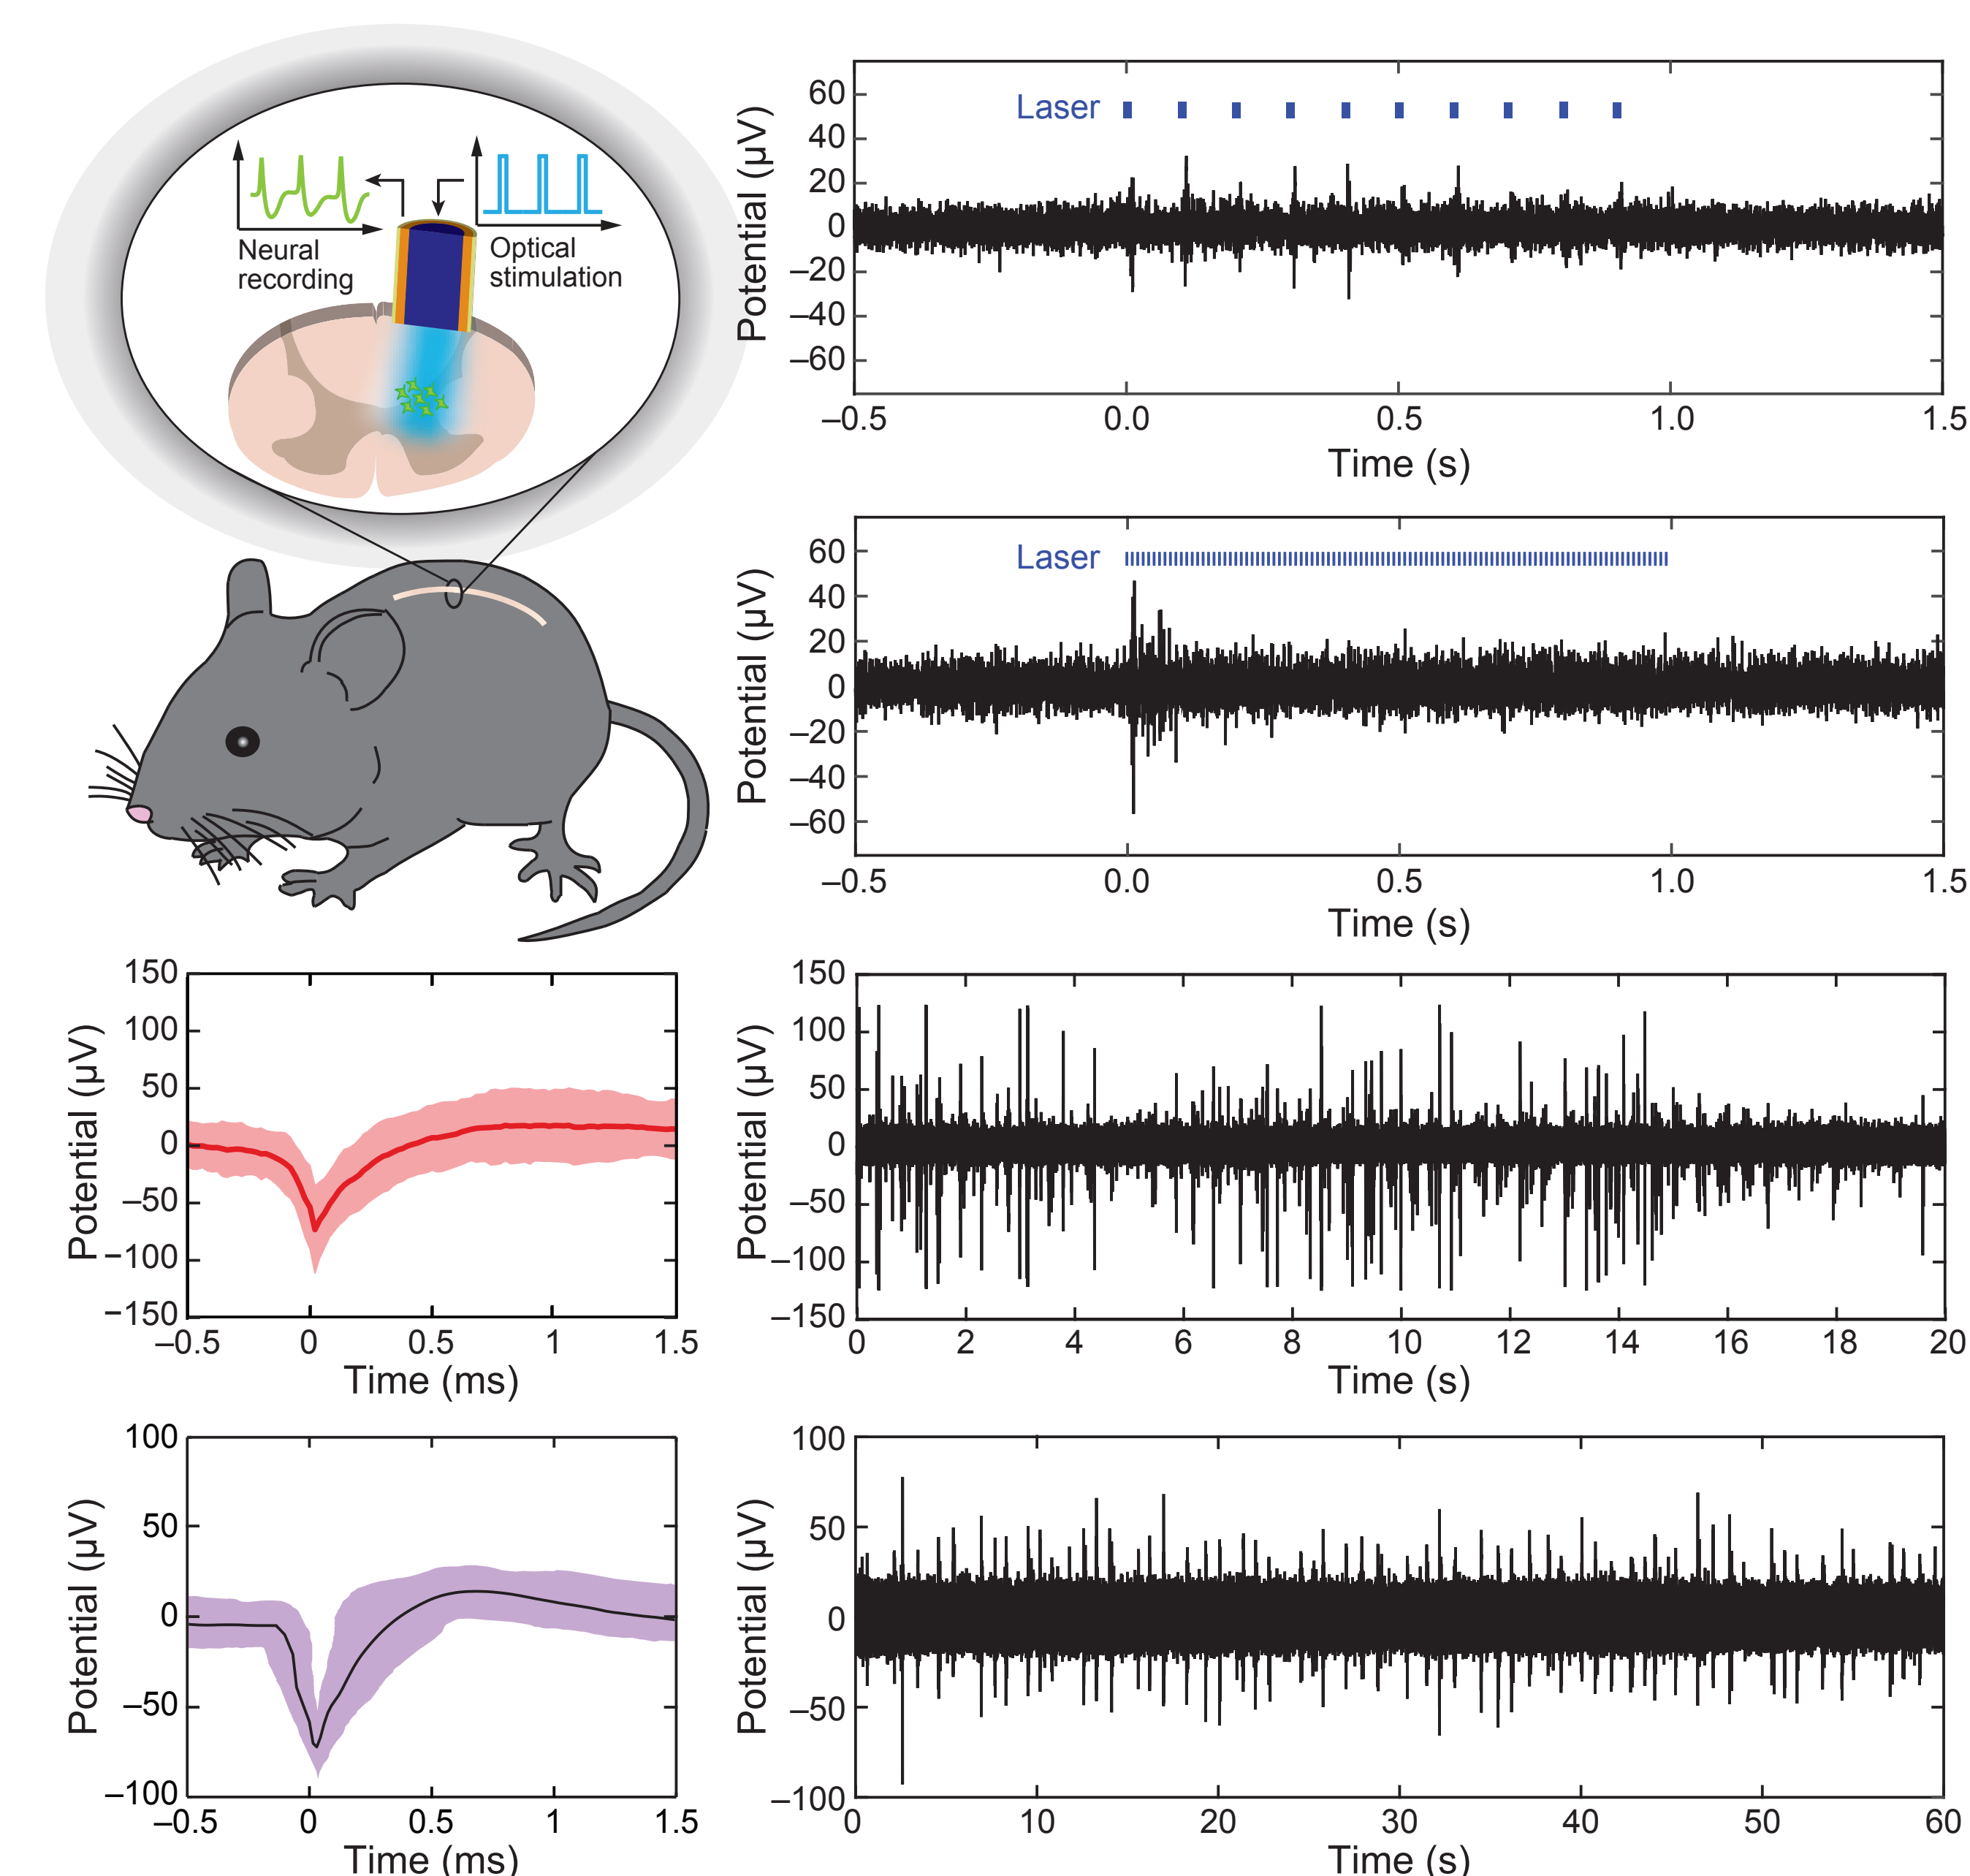 Neural
recording
Optical
stimulation
Potential (µV)
60
40
20
0
–20
–40
–60
Laser
–0.5 0.0 0.5 1.0 1.5
Time (s)
Potential (µV)
60
40
20
0
–20
–40
–60
Laser
–0.5 0.0 0.5 1.0 1.5
Time (s)
Potential (µV)
150
100
50
0
–50
–100
–150
–0.5 0 0.5 1 1.5
Time (ms)
Potential (µV)
150
100
50
0
–50
–100
–150
0 2 4 6 8 10 12 14 16 18 20
Time (s)
Potential (µV)
100
50
0
–50
–100
–0.5 0 0.5 1 1.5
Time (ms)
Potential (µV)
100
50
0
–50
–100
0 10 20 30 40 50 60
Time (s)